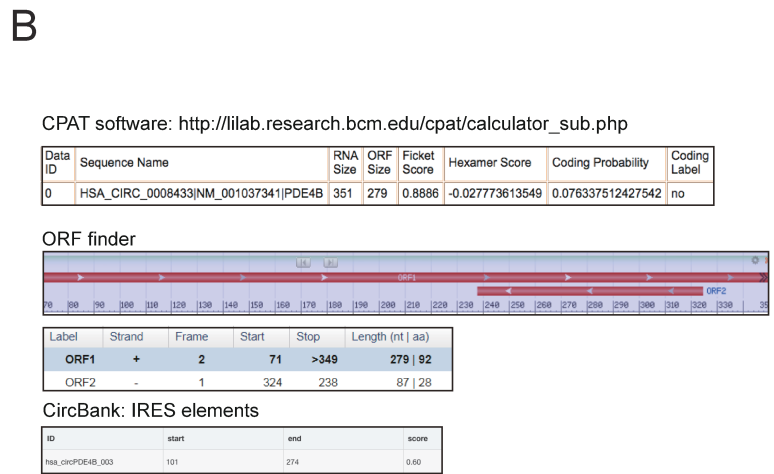 B
CPAT software: http://lilab.research.bcm.edu/cpat/calculator_sub.php
Data ID Sequence Name RNA Size ORF Size Ficket Score Hexamer Score Coding Probability Coding Label
0 HSA_CIRC_0008433|NM_001037341|PDE4B 351 279 0.8886 -0.027773613549 0.076337512427542 no
ORF finder
ORF1
ORF2
70 |80 |90 |100 |110 |120 |130 |140 |150 |160 |170 |180 |190 |200 |210 |220 |230 |240 |250 |260 |270 |280 |290 |300 |310 |320 |330 |340 35
Label Strand Frame Start Stop Length (nt | aa)
ORF1 + 2 71 >349 279 | 92
ORF2 - 1 324 238 87 | 28
CircBank: IRES elements
ID start end score
hsa_circPDE4B_003 101 274 0.60